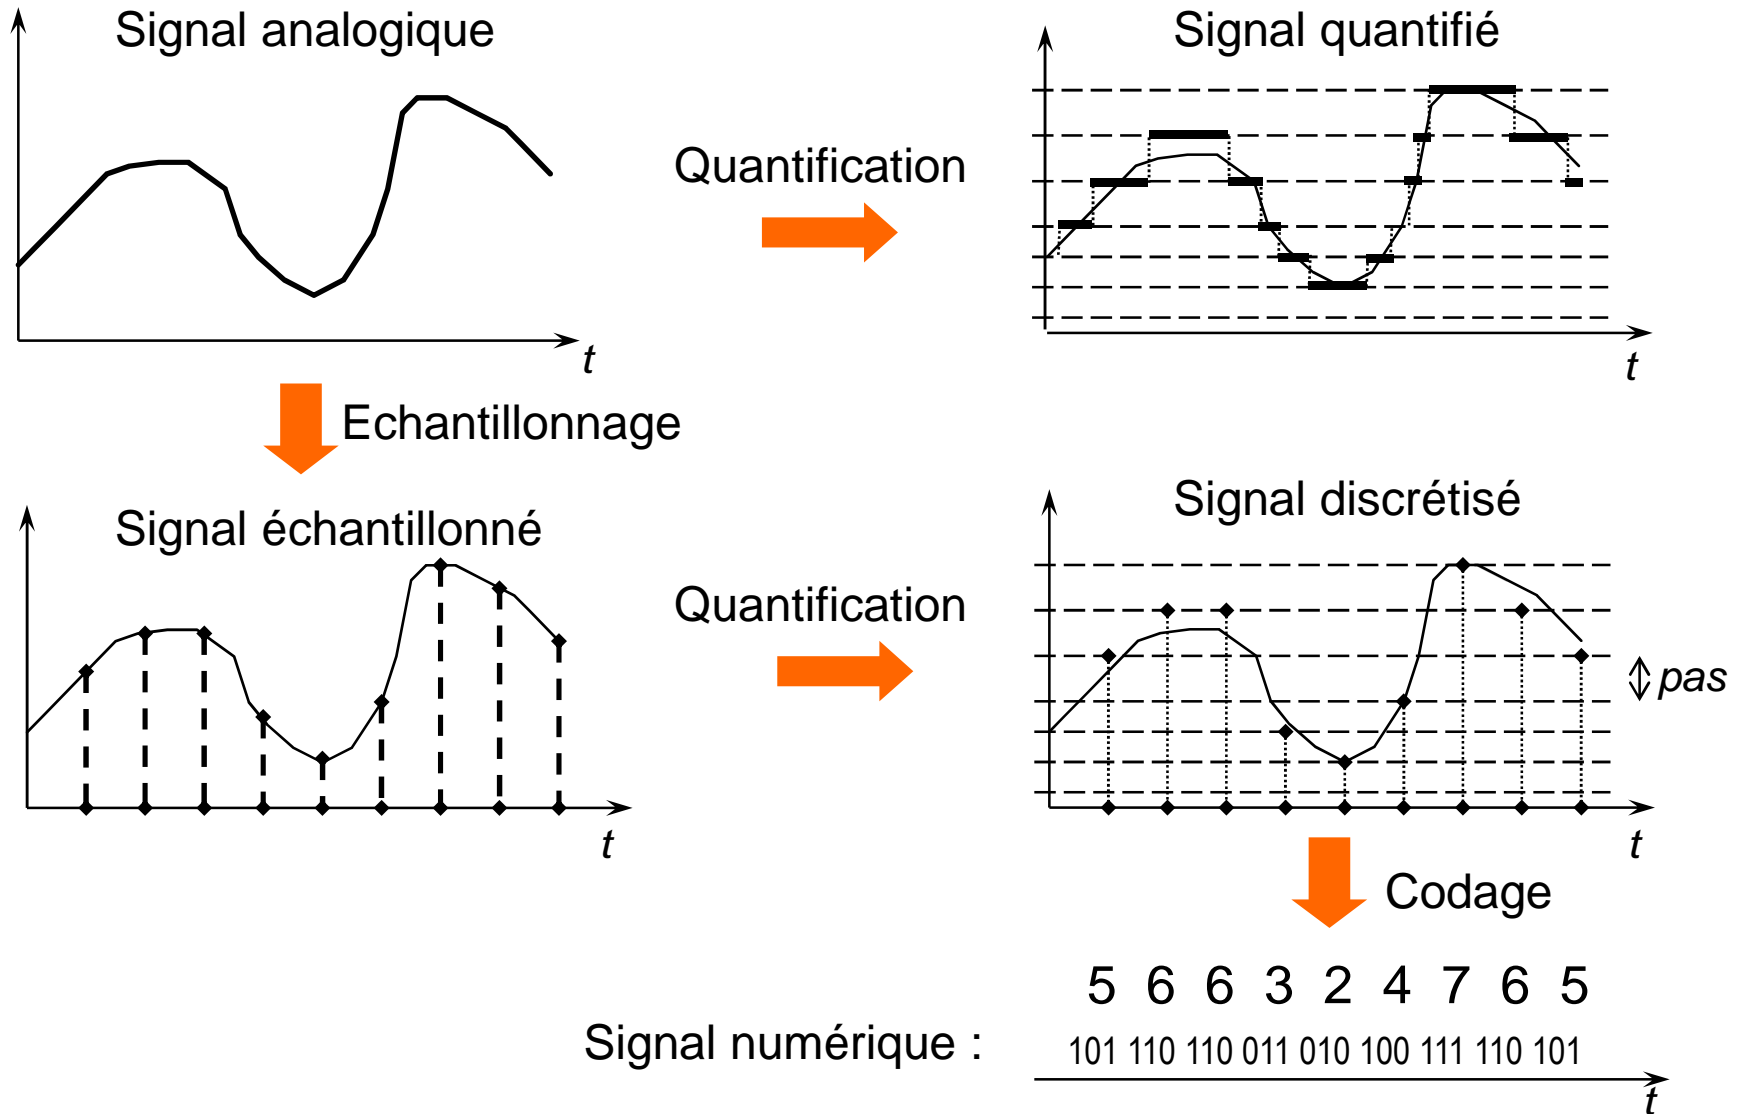 Signal analogique
Signal quantifié
Quantification
t
t
Echantillonnage
Signal échantillonné
Signal discrétisé
Quantification
pas
t
t
Codage
5 6 6 3 2 4 7 6 5
Signal numérique : 101 110 110 011 010 100 111 110 101
t